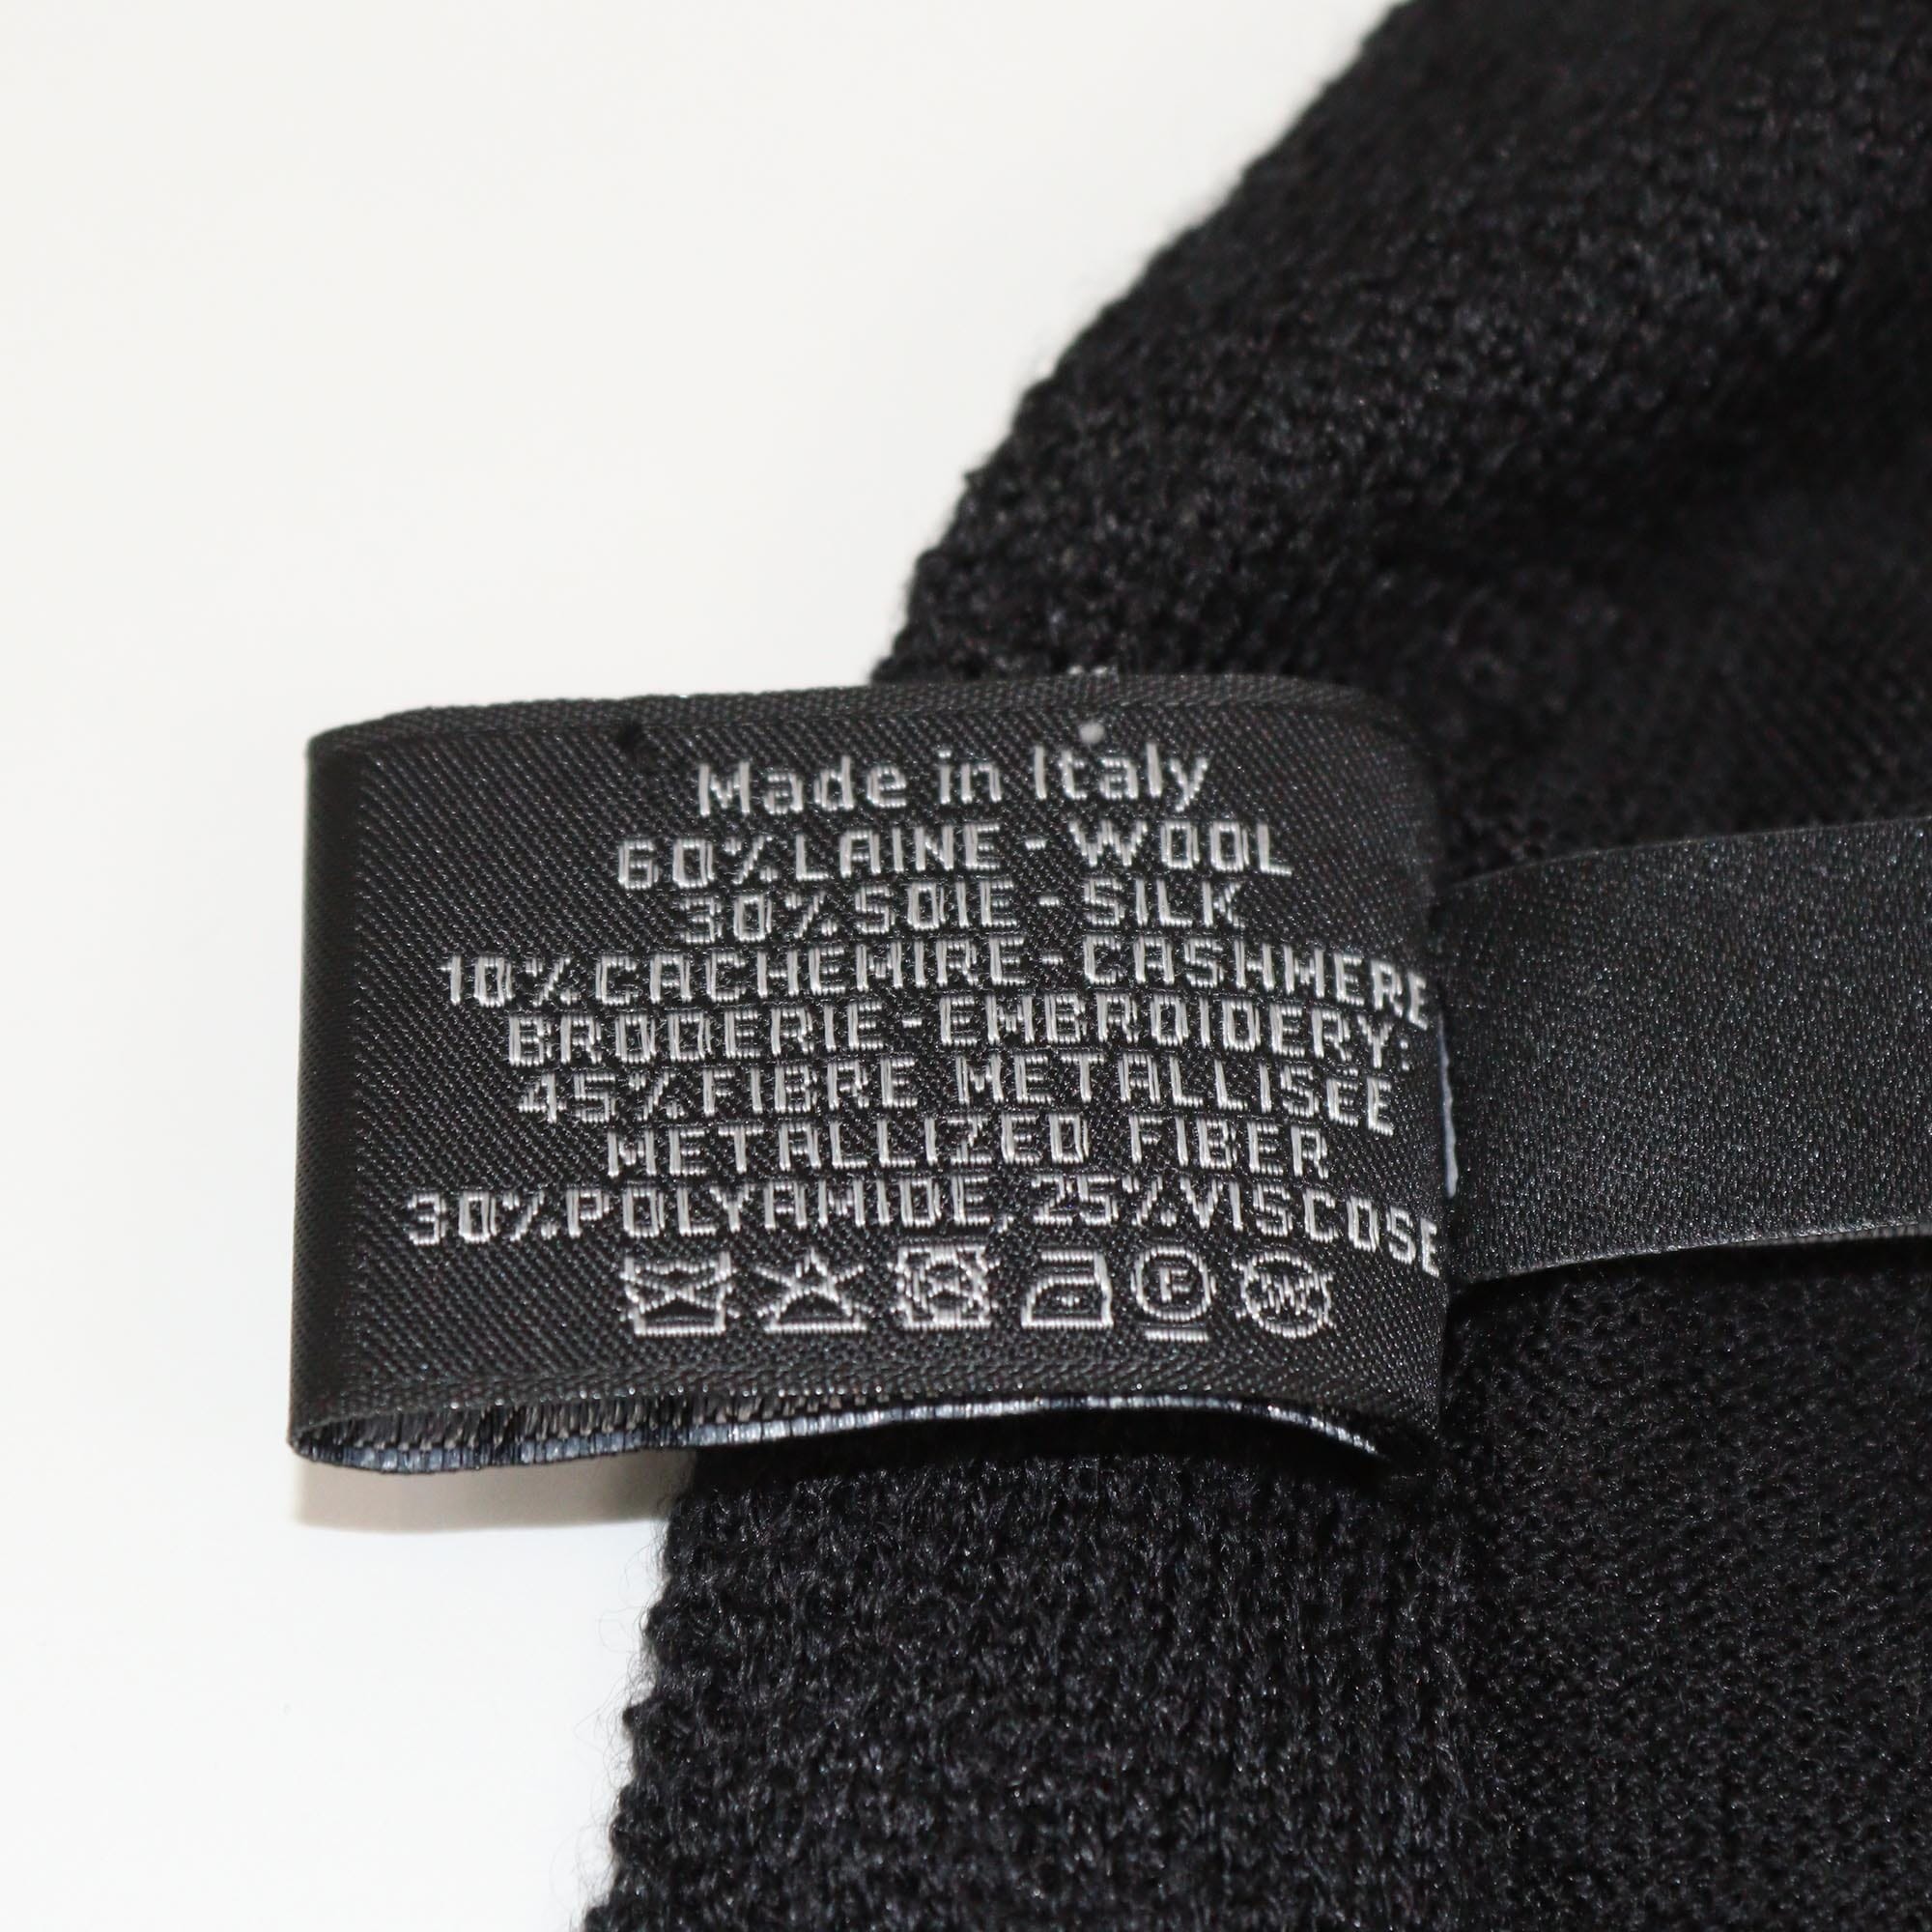 Made in Italy
60%LAINE - WOOL
30%SOIE - SILK
10%CACHEMIRE - CASHMERE
BRODERIE - EMBROIDERY:
45%FIBRE METALLISÉE
METALLIZED FIBER
30%POLYAMIDE, 25%VISCOSE
F W